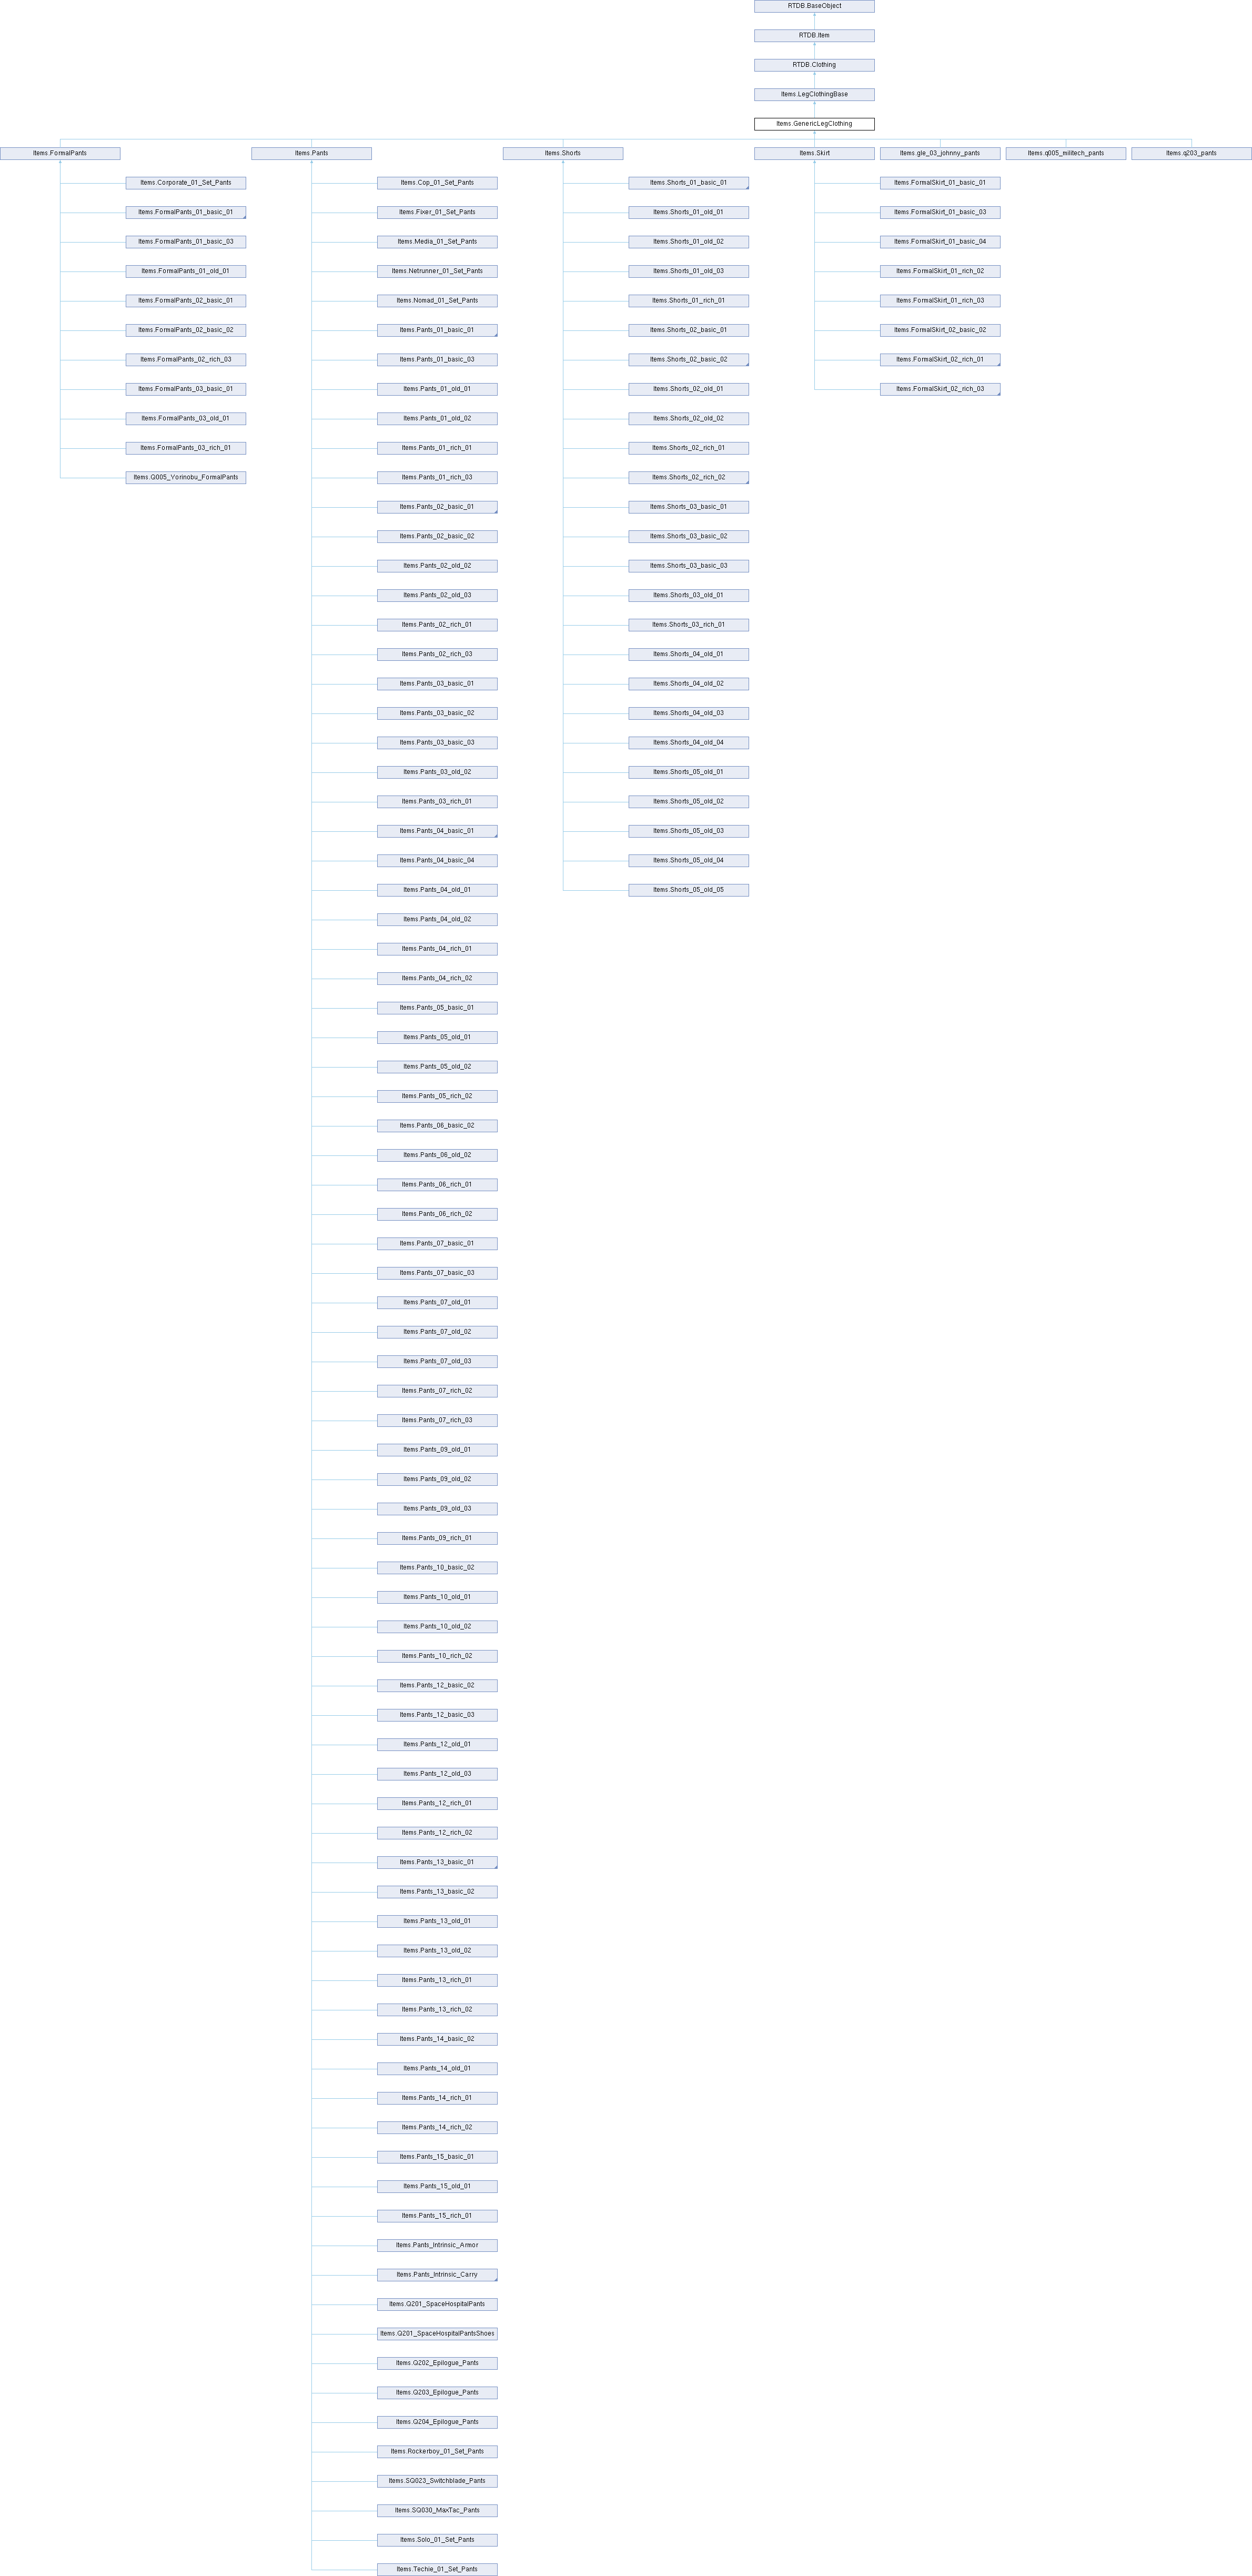 RTDB.BaseObject
RTDB.Item
RTDB.Clothing
Items.LegClothingBase
Items.GenericLegClothing
Items.FormalPants
Items.Pants
Items.Shorts
Items.Skirt
Items.gle_03_johnny_pants
Items.q005_militech_pants
Items.q203_pants
Items.Corporate_01_Set_Pants
Items.FormalPants_01_basic_01
Items.FormalPants_01_basic_03
Items.FormalPants_01_old_01
Items.FormalPants_02_basic_01
Items.FormalPants_02_basic_02
Items.FormalPants_02_rich_03
Items.FormalPants_03_basic_01
Items.FormalPants_03_old_01
Items.FormalPants_03_rich_01
Items.Q005_Yorinobu_FormalPants
Items.Cop_01_Set_Pants
Items.Fixer_01_Set_Pants
Items.Media_01_Set_Pants
Items.Netrunner_01_Set_Pants
Items.Nomad_01_Set_Pants
Items.Pants_01_basic_01
Items.Pants_01_basic_03
Items.Pants_01_old_01
Items.Pants_01_old_02
Items.Pants_01_rich_01
Items.Pants_01_rich_03
Items.Pants_02_basic_01
Items.Pants_02_basic_02
Items.Pants_02_old_02
Items.Pants_02_old_03
Items.Pants_02_rich_01
Items.Pants_02_rich_03
Items.Pants_03_basic_01
Items.Pants_03_basic_02
Items.Pants_03_basic_03
Items.Pants_03_old_02
Items.Pants_03_rich_01
Items.Pants_04_basic_01
Items.Pants_04_basic_04
Items.Pants_04_old_01
Items.Pants_04_old_02
Items.Pants_04_rich_01
Items.Pants_04_rich_02
Items.Pants_05_basic_01
Items.Pants_05_old_01
Items.Pants_05_old_02
Items.Pants_05_rich_02
Items.Pants_06_basic_02
Items.Pants_06_old_02
Items.Pants_06_rich_01
Items.Pants_06_rich_02
Items.Pants_07_basic_01
Items.Pants_07_basic_03
Items.Pants_07_old_01
Items.Pants_07_old_02
Items.Pants_07_old_03
Items.Pants_07_rich_02
Items.Pants_07_rich_03
Items.Pants_09_old_01
Items.Pants_09_old_02
Items.Pants_09_old_03
Items.Pants_09_rich_01
Items.Pants_10_basic_02
Items.Pants_10_old_01
Items.Pants_10_old_02
Items.Pants_10_rich_02
Items.Pants_12_basic_02
Items.Pants_12_basic_03
Items.Pants_12_old_01
Items.Pants_12_old_03
Items.Pants_12_rich_01
Items.Pants_12_rich_02
Items.Pants_13_basic_01
Items.Pants_13_basic_02
Items.Pants_13_old_01
Items.Pants_13_old_02
Items.Pants_13_rich_01
Items.Pants_13_rich_02
Items.Pants_14_basic_02
Items.Pants_14_old_01
Items.Pants_14_rich_01
Items.Pants_14_rich_02
Items.Pants_15_basic_01
Items.Pants_15_old_01
Items.Pants_15_rich_01
Items.Pants_Intrinsic_Armor
Items.Pants_Intrinsic_Carry
Items.Q201_SpaceHospitalPants
Items.Q201_SpaceHospitalPantsShoes
Items.Q202_Epilogue_Pants
Items.Q203_Epilogue_Pants
Items.Q204_Epilogue_Pants
Items.Rockerboy_01_Set_Pants
Items.SQ023_Switchblade_Pants
Items.SQ030_MaxTac_Pants
Items.Solo_01_Set_Pants
Items.Techie_01_Set_Pants
Items.Shorts_01_basic_01
Items.Shorts_01_old_01
Items.Shorts_01_old_02
Items.Shorts_01_old_03
Items.Shorts_01_rich_01
Items.Shorts_02_basic_01
Items.Shorts_02_basic_02
Items.Shorts_02_old_01
Items.Shorts_02_old_02
Items.Shorts_02_rich_01
Items.Shorts_02_rich_02
Items.Shorts_03_basic_01
Items.Shorts_03_basic_02
Items.Shorts_03_basic_03
Items.Shorts_03_old_01
Items.Shorts_03_rich_01
Items.Shorts_04_old_01
Items.Shorts_04_old_02
Items.Shorts_04_old_03
Items.Shorts_04_old_04
Items.Shorts_05_old_01
Items.Shorts_05_old_02
Items.Shorts_05_old_03
Items.Shorts_05_old_04
Items.Shorts_05_old_05
Items.FormalSkirt_01_basic_01
Items.FormalSkirt_01_basic_03
Items.FormalSkirt_01_basic_04
Items.FormalSkirt_01_rich_02
Items.FormalSkirt_01_rich_03
Items.FormalSkirt_02_basic_02
Items.FormalSkirt_02_rich_01
Items.FormalSkirt_02_rich_03